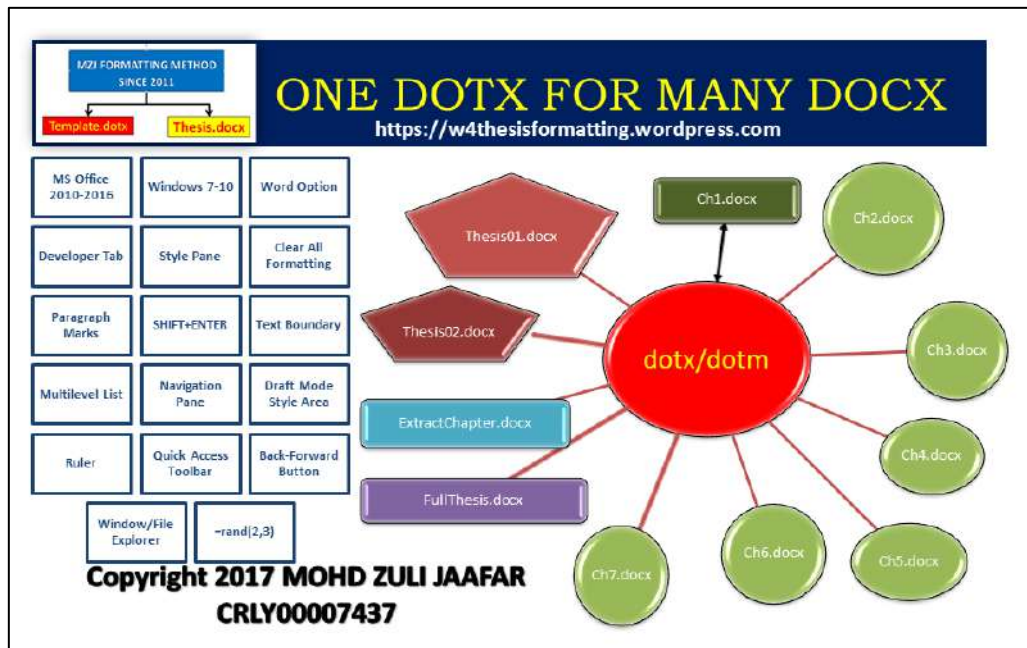 MZJ FORMATTING METHOD
SINCE 2011
Template.dotx
Thesis.docx
ONE DOTX FOR MANY DOCX
https://w4thesisformatting.wordpress.com
MS Office
2010-2016
Windows 7-10
Word Option
Developer Tab
Style Pane
Clear All
Formatting
Paragraph
Marks
SHIFT+ENTER
Text Boundary
Multilevel List
Navigation
Pane
Draft Mode
Style Area
Ruler
Quick Access
Toolbar
Back-Forward
Button
Window/File
Explorer
=rand(2,3)
Thesis01.docx
Ch1.docx
Ch2.docx
Thesis02.docx
dotx/dotm
Ch3.docx
ExtractChapter.docx
Ch4.docx
FullThesis.docx
Ch7.docx
Ch6.docx
Ch5.docx
Copyright 2017 MOHD ZULI JAAFAR
CRLY00007437